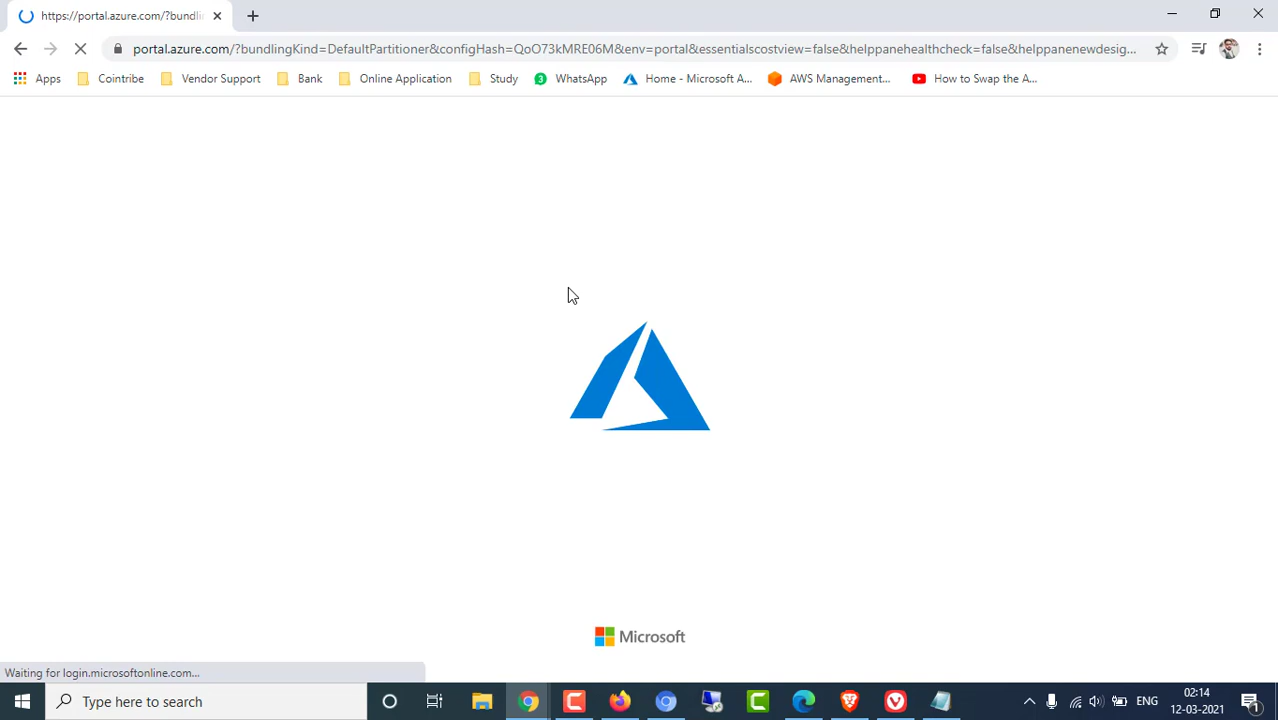 https://portal.azure.com/?bundli
portal.azure.com/?bundlingKind=DefaultPartitioner&configHash=QoO73kMRE06M&env=portal&essentialscostview=false&helppanehealthcheck=false&helppanenewdesig...
Apps Cointribe Vendor Support Bank Online Application Study 3 WhatsApp Home - Microsoft A... AWS Management... How to Swap the A...
Microsoft
Waiting for login.microsoftonline.com...
Type here to search
ENG
02:14
12-03-2021
1